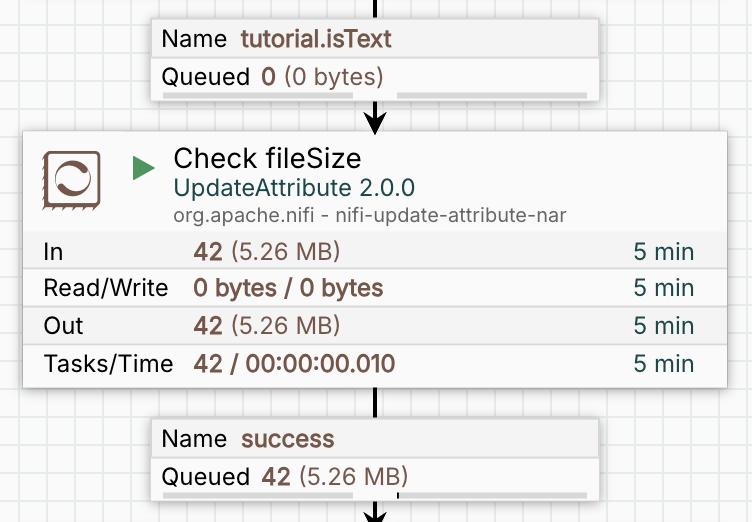 Name tutorial.isText
Queued 0 (0 bytes)
Check fileSize
UpdateAttribute 2.0.0
org.apache.nifi - nifi-update-attribute-nar
In 42 (5.26 MB) 5 min
Read/Write 0 bytes / 0 bytes 5 min
Out 42 (5.26 MB) 5 min
Tasks/Time 42 / 00:00:00.010 5 min
Name success
Queued 42 (5.26 MB)